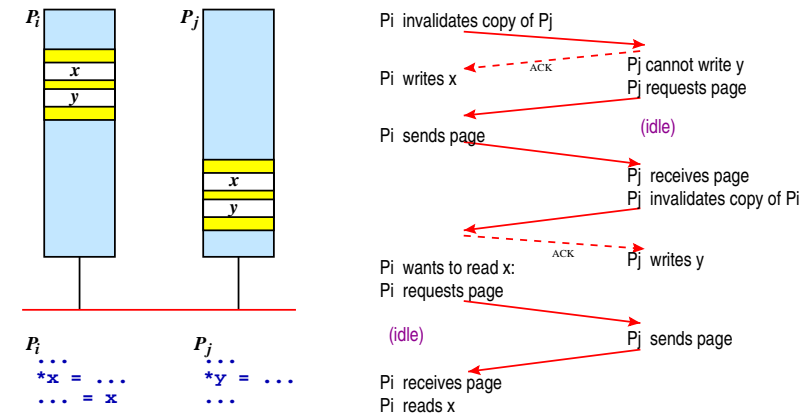 Pi
x
y
Pj
x
y
Pi
...
*x = ...
... = x
Pj
...
*y = ...
...
Pi invalidates copy of Pj
ACK
Pj cannot write y
Pi writes x
Pj requests page
Pi sends page
(idle)
Pj receives page
Pj invalidates copy of Pi
ACK
Pj writes y
Pi wants to read x:
Pi requests page
(idle)
Pj sends page
Pi receives page
Pi reads x